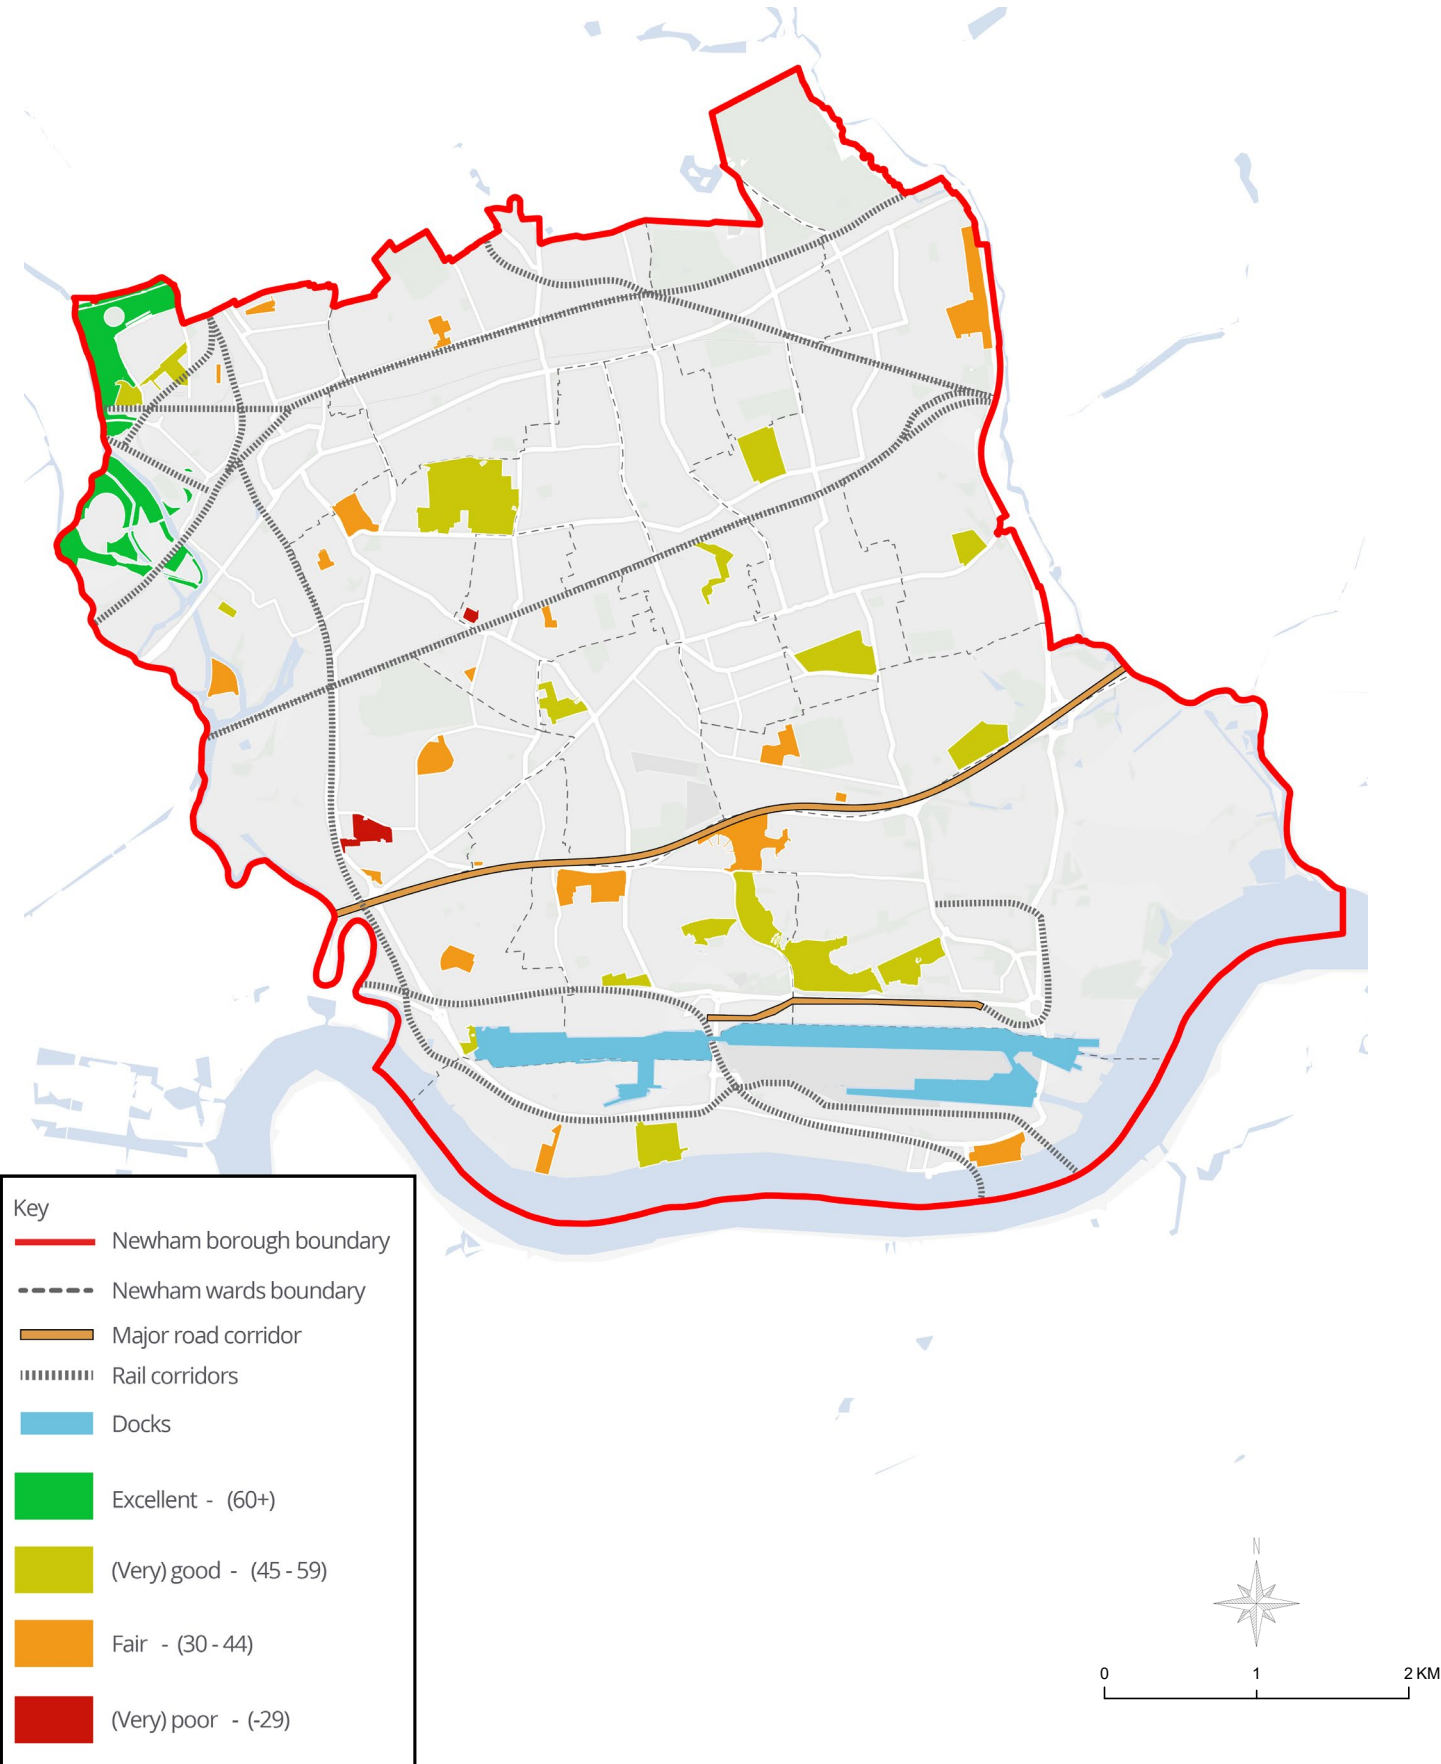 Key
Newham borough boundary
Newham wards boundary
Major road corridor
Rail corridors
Docks
Excellent - (60+)
(Very) good - (45 - 59)
Fair - (30 - 44)
(Very) poor - (-29)
N
0 1 2 KM